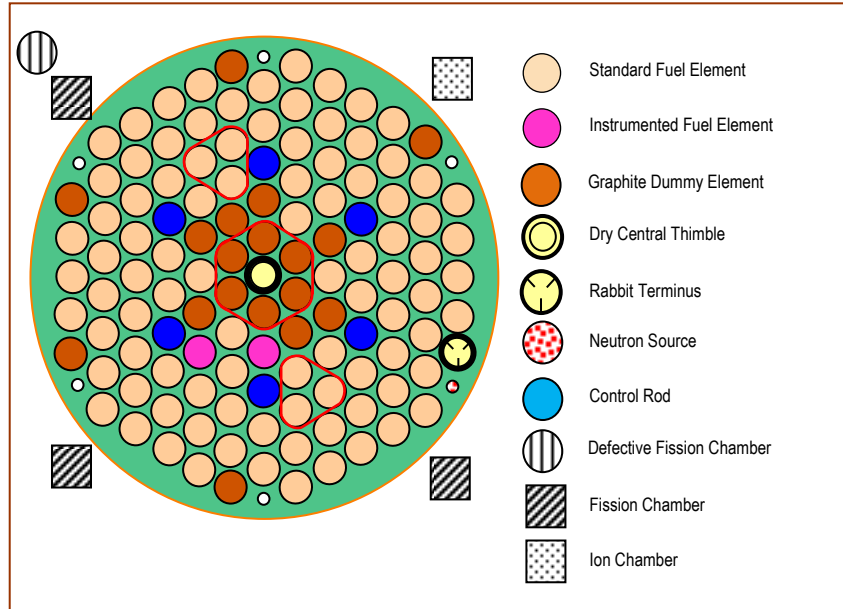 Standard Fuel Element
Instrumented Fuel Element
Graphite Dummy Element
Dry Central Thimble
Rabbit Terminus
Neutron Source
Control Rod
Defective Fission Chamber
Fission Chamber
Ion Chamber